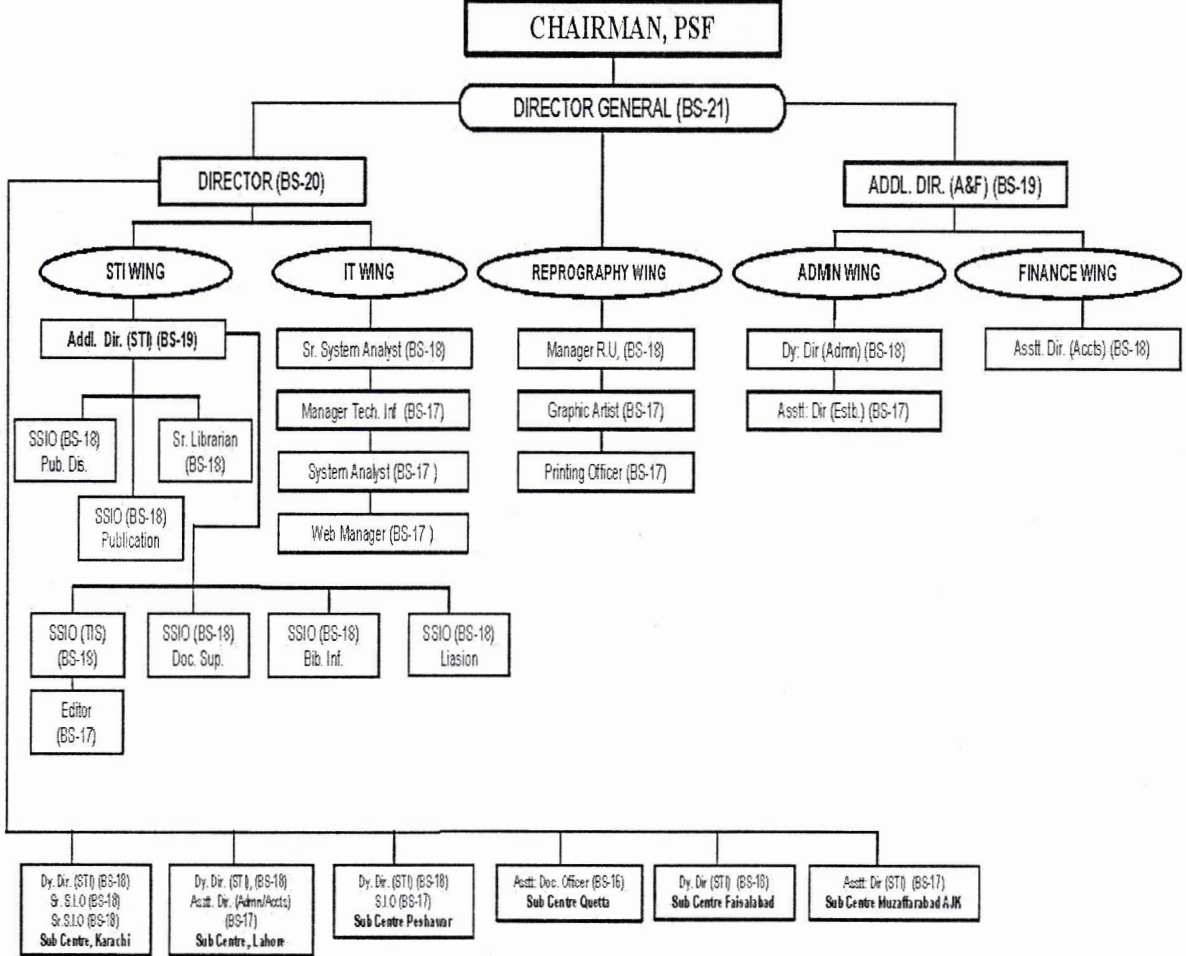 CHAIRMAN, PSF
DIRECTOR GENERAL (BS-21)
DIRECTOR (BS-20)
ADDL. DIR. (A&F) (BS-19)
STI WING
IT WING
REPROGRAPHY WING
ADMIN WING
FINANCE WING
Addl. Dir. (STI) (BS-19)
Sr. System Analyst (BS-18)
Manager R.U, (BS-18)
Dy: Dir (Admn) (BS-18)
Asstt. Dir. (Accts) (BS-18)
Manager Tech. Inf (BS-17)
Graphic Artist (BS-17)
Asstt: Dir (Estb.) (BS-17)
SSIO (BS-18)
Pub. Dis.
Sr. Librarian
(BS-18)
System Analyst (BS-17 )
Printing Officer (BS-17)
SSIO (BS-18)
Publication
Web Manager (BS-17 )
SSIO (TIS)
(BS-18)
SSIO (BS-18)
Doc. Sup.
SSIO (BS-18)
Bib. Inf.
SSIO (BS-18)
Liasion
Editor
(BS-17)
Dy. Dir. (STI) (BS-18)
Sr. S.I.O (BS-18)
Sr. S.I.O (BS-18)
Sub Centre, Karachi
Dy. Dir. (STI), (BS-18)
Asstt. Dir. (Admn/Accts)
(BS-17)
Sub Centre, Lahore
Dy. Dir. (STI) (BS-18)
S.I.O (BS-17)
Sub Centre Peshawar
Asstt: Doc. Officer (BS-16)
Sub Centre Quetta
Dy. Dir (STI) (BS-18)
Sub Centre Faisalabad
Asstt: Dir (STI) (BS-17)
Sub Centre Muzaffarabad AJK